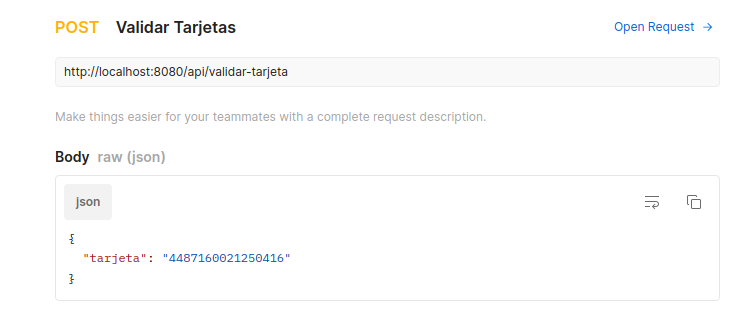 POST Validar Tarjetas Open Request →
http://localhost:8080/api/validar-tarjeta
Make things easier for your teammates with a complete request description.
Body raw (json)
json
{
"tarjeta": "4487160021250416"
}